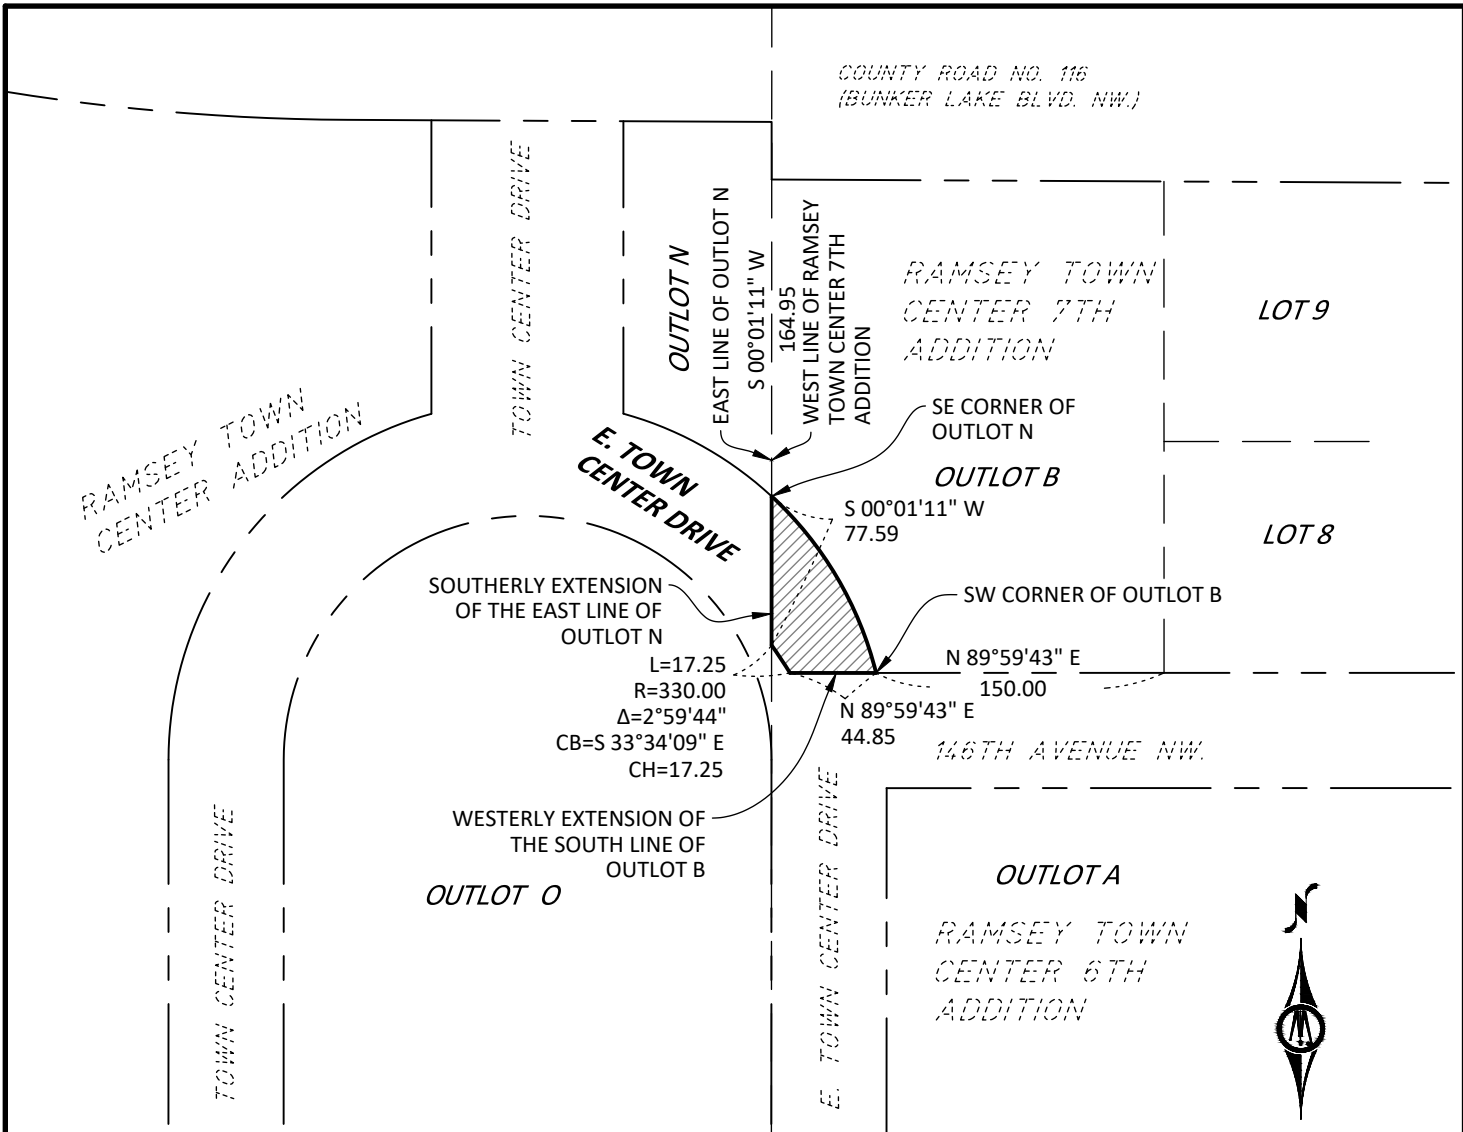 COUNTY ROAD NO. 116
(BUNKER LAKE BLVD. NW.)
TOWN CENTER DRIVE
OUTLOT N
EAST LINE OF OUTLOT N
S 00°01'11" W
164.95
WEST LINE OF RAMSEY
TOWN CENTER 7TH
ADDITION
RAMSEY TOWN
CENTER 7TH
ADDITION
LOT 9
RAMSEY TOWN
CENTER ADDITION
E. TOWN
CENTER DRIVE
SE CORNER OF
OUTLOT N
OUTLOT B
S 00°01'11" W
77.59
LOT 8
SOUTHERLY EXTENSION
OF THE EAST LINE OF
OUTLOT N
SW CORNER OF OUTLOT B
L=17.25
R=330.00
Δ=2°59'44"
CB=S 33°34'09" E
CH=17.25
N 89°59'43" E
150.00
N 89°59'43" E
44.85
146TH AVENUE NW.
WESTERLY EXTENSION OF
THE SOUTH LINE OF
OUTLOT B
TOWN CENTER DRIVE
OUTLOT O
E. TOWN CENTER DRIVE
OUTLOT A
RAMSEY TOWN
CENTER 6TH
ADDITION
N